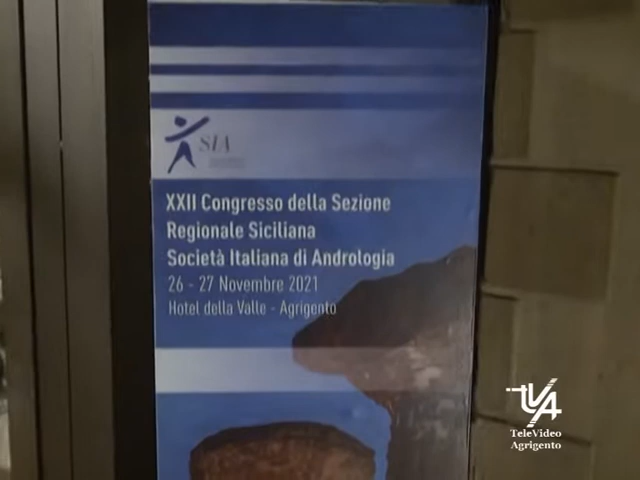 SIA
XXII Congresso della Sezione
Regionale Siciliana
Società Italiana di Andrologia
26 - 27 Novembre 2021
Hotel della Valle - Agrigento
tvA
TeleVideo
Agrigento